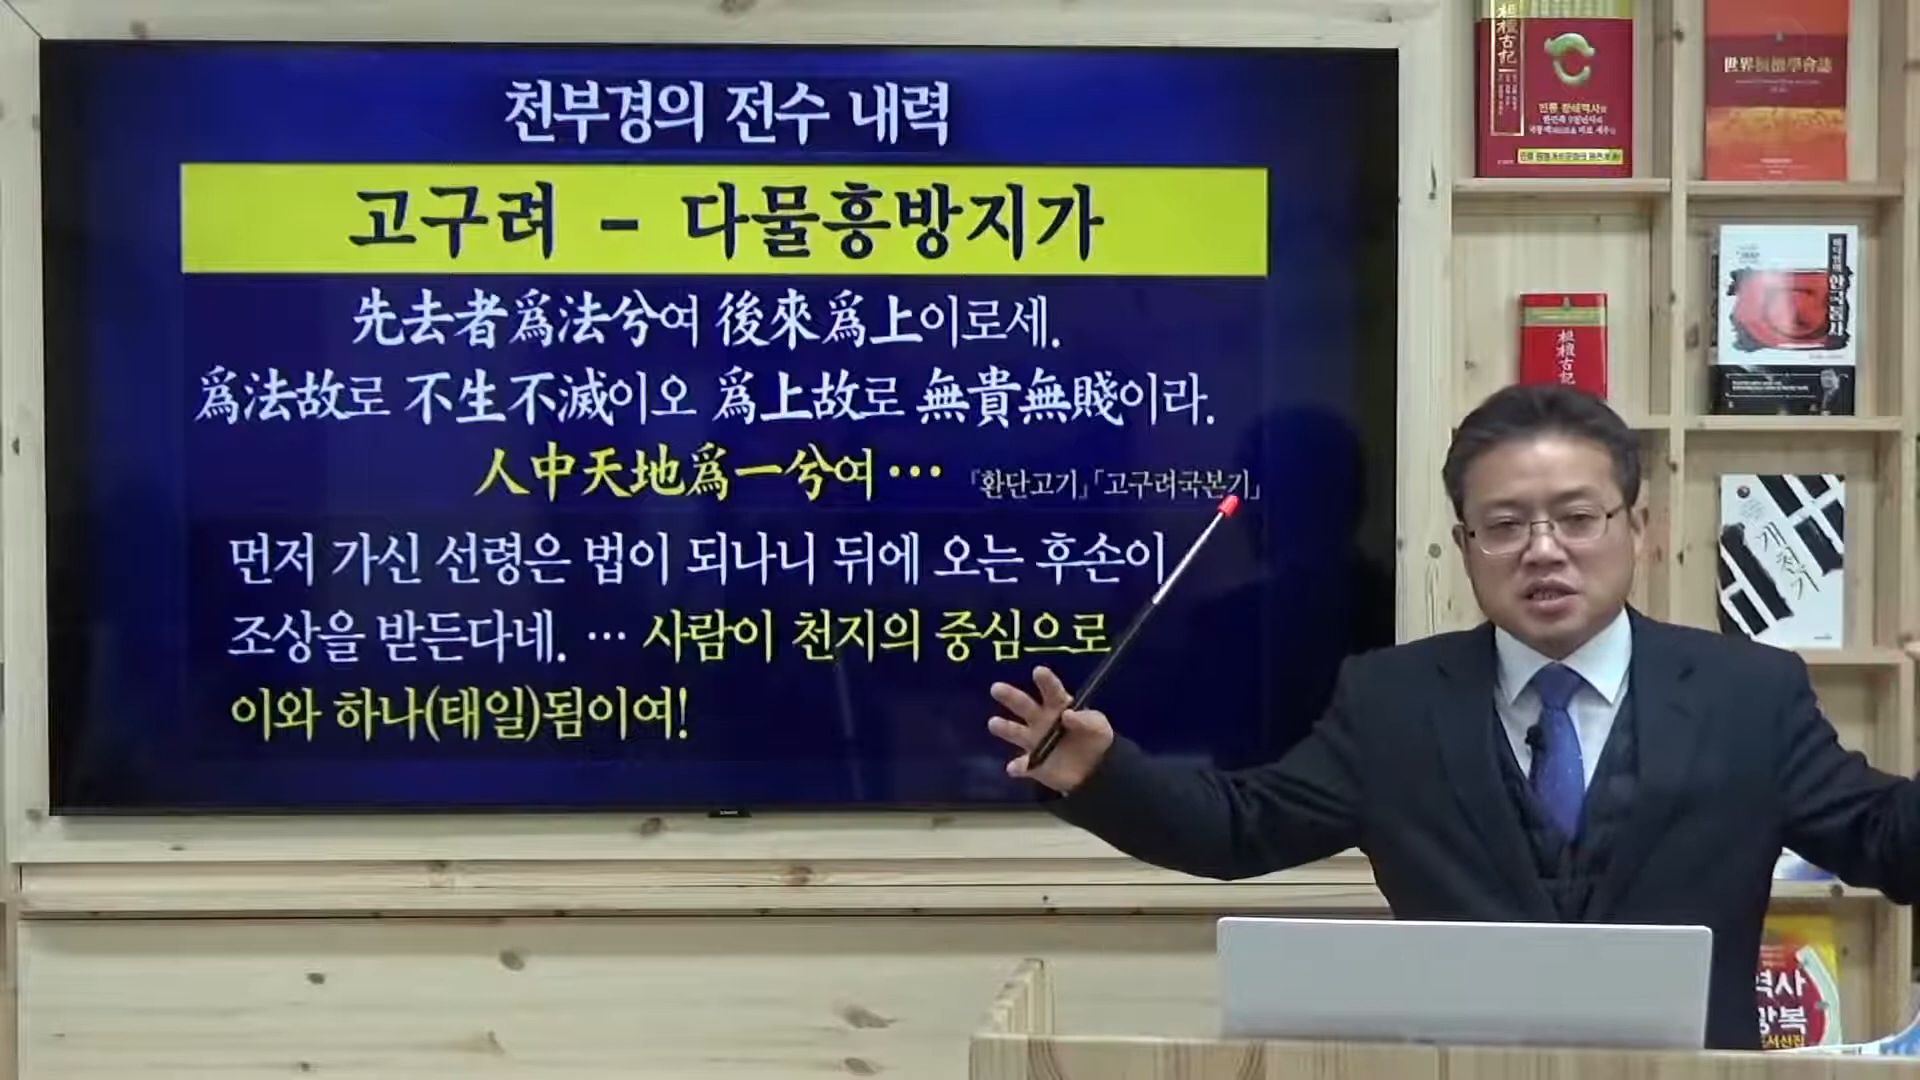 천부경의 전수 내력
고구려 - 다물흥방지가
先去者爲法兮여 後來爲上이로세.
爲法故로 不生不滅이오 爲上故로 無貴無賤이라.
人中天地爲一兮여 ⋯ 『환단고기』「고구려국본기」
먼저 가신 선령은 법이 되나니 뒤에 오는 후손이
조상을 받든다네. ⋯ 사람이 천지의 중심으로
이와 하나(태일)됨이여!
桓檀古記
世界桓檀學會誌
桓檀古記
한국통사
개천기
역사
광복